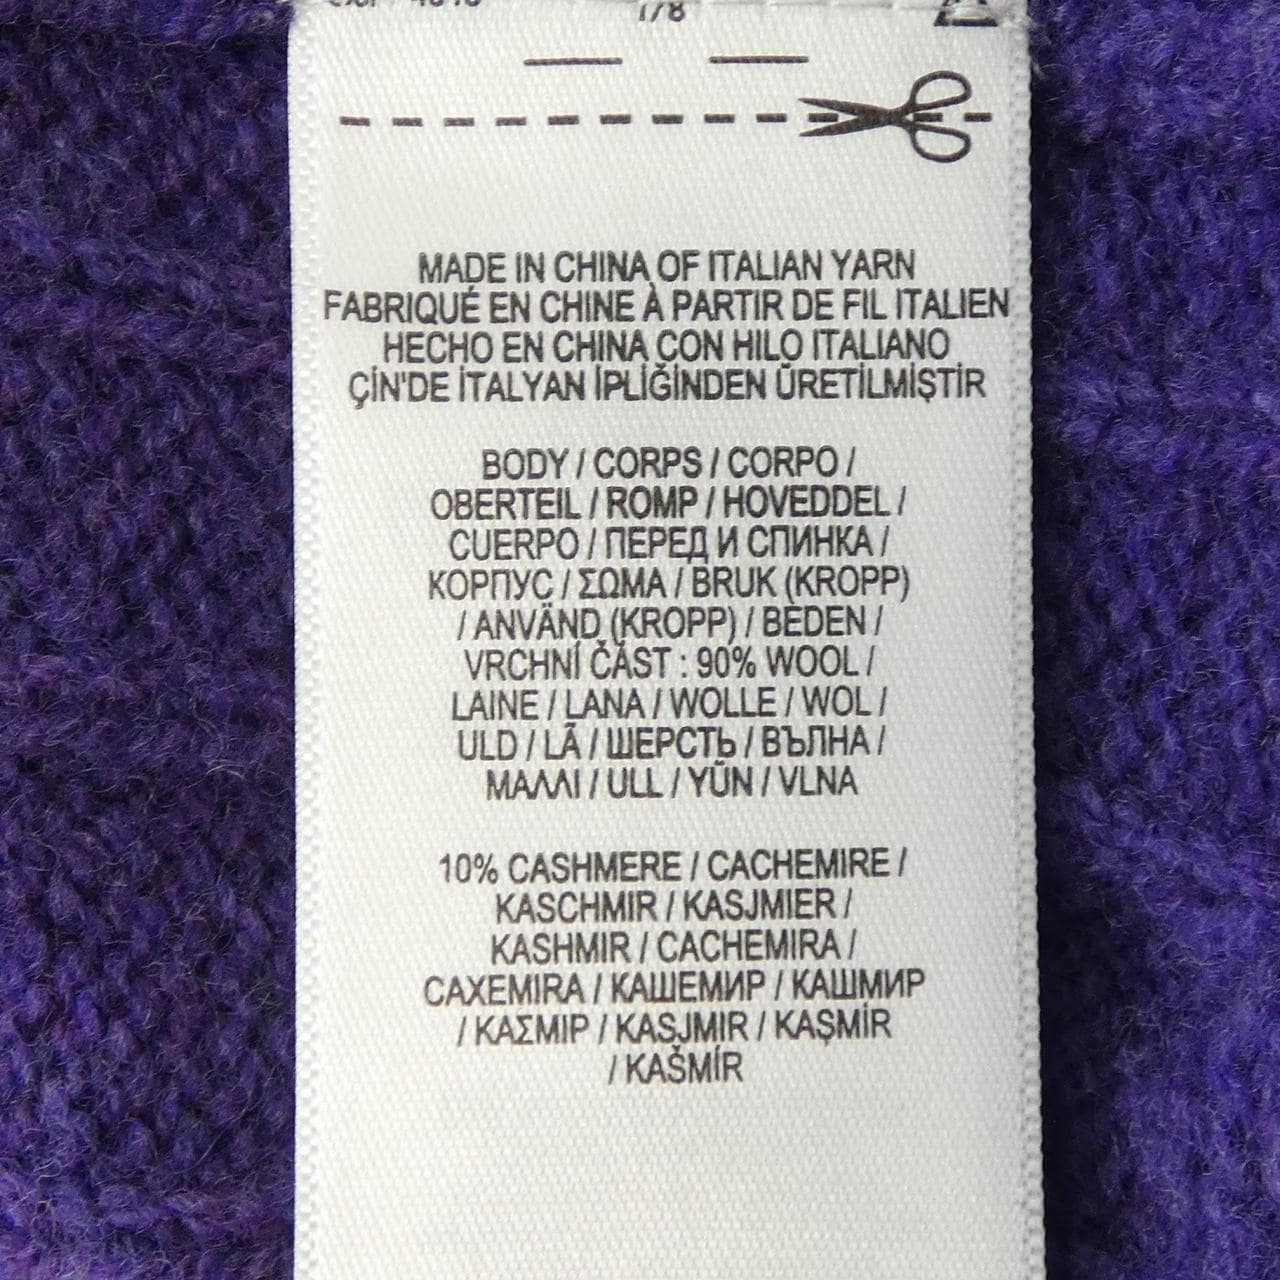 1/8
MADE IN CHINA OF ITALIAN YARN
FABRIQUÉ EN CHINE À PARTIR DE FIL ITALIEN
HECHO EN CHINA CON HILO ITALIANO
ÇİN'DE İTALYAN İPLİĞİNDEN ÜRETİLMİŞTİR
BODY / CORPS / CORPO /
OBERTEIL / ROMP / HOVEDDEL /
CUERPO / ПЕРЕД И СПИНКА /
КОРПУС / ΣΩΜΑ / BRUK (KROPP)
/ ANVÄND (KROPP) / BEDEN /
VRCHNÍ ČÁST : 90% WOOL /
LAINE / LANA / WOLLE / WOL /
ULD / LÃ / ШЕРСТЬ / ВЪЛНА /
ΜΑΛΛΙ / ULL / YÜN / VLNA
10% CASHMERE / CACHEMIRE /
KASCHMIR / KASJMIER /
KASHMIR / CACHEMIRA /
CAXEMIRA / КАШЕМИР / КАШМИР
/ ΚΑΣΜΙΡ / KASJMIR / KAŞMİR
/ KAŠMÍR